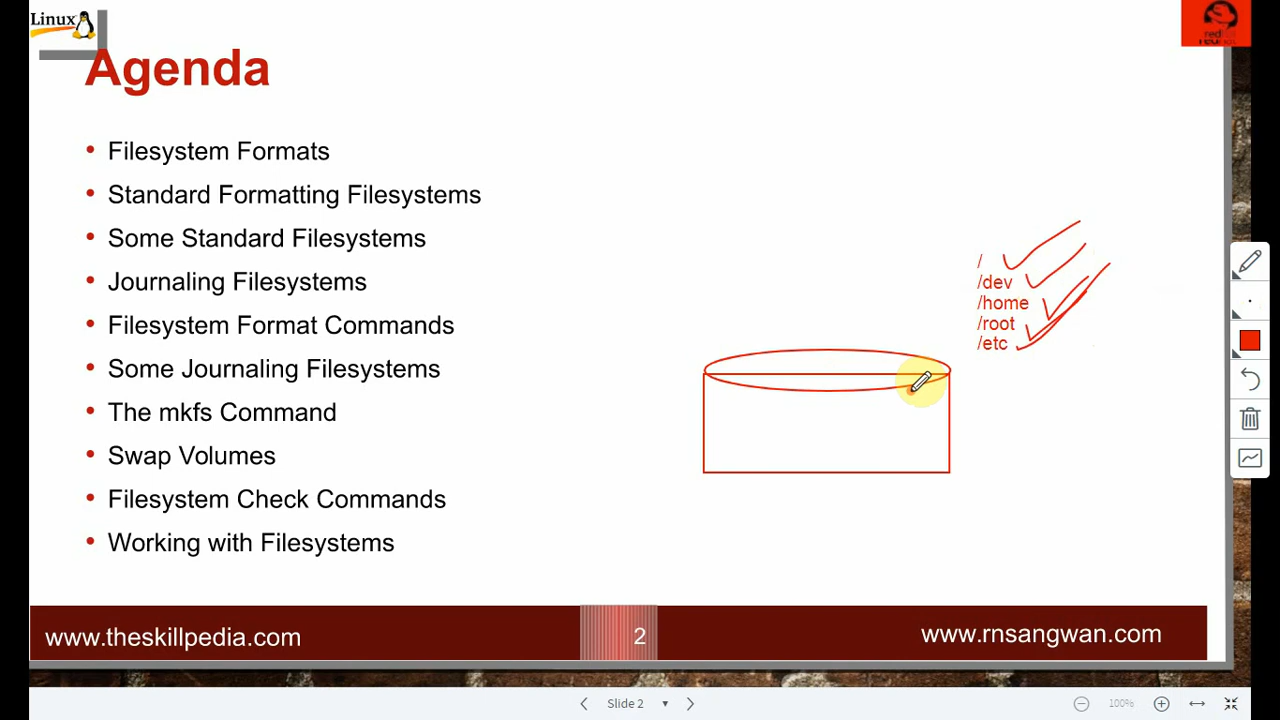 Linux
Agenda
• Filesystem Formats
• Standard Formatting Filesystems
• Some Standard Filesystems
• Journaling Filesystems
• Filesystem Format Commands
• Some Journaling Filesystems
• The mkfs Command
• Swap Volumes
• Filesystem Check Commands
• Working with Filesystems
/
/dev
/home
/root
/etc
www.theskillpedia.com
2
www.rnsangwan.com
Slide 2
100%